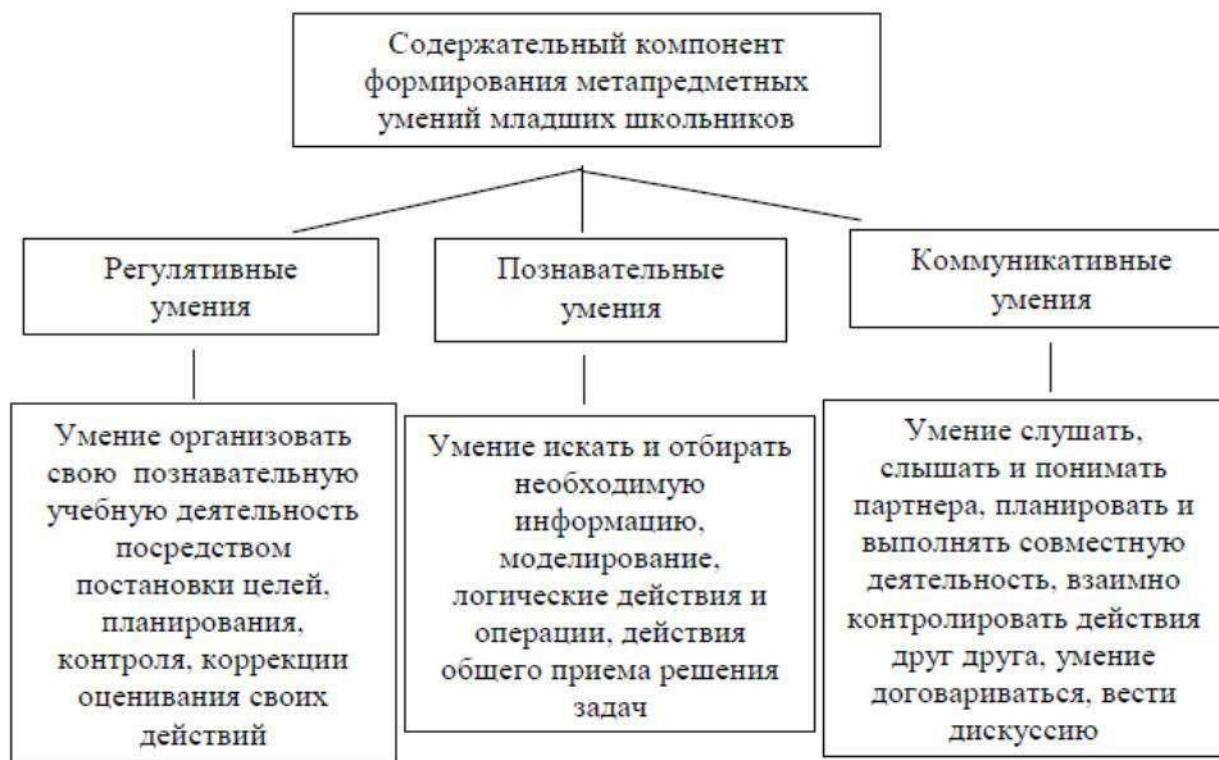 Содержательный компонент
формирования метапредметных
умений младших школьников
Регулятивные
умения
Познавательные
умения
Коммуникативные
умения
Умение организовать
свою познавательную
учебную деятельность
посредством
постановки целей,
планирования,
контроля, коррекции
оценивания своих
действий
Умение искать и отбирать
необходимую
информацию,
моделирование,
логические действия и
операции, действия
общего приема решения
задач
Умение слушать,
слышать и понимать
партнера, планировать и
выполнять совместную
деятельность, взаимно
контролировать действия
друг друга, умение
договариваться, вести
дискуссию